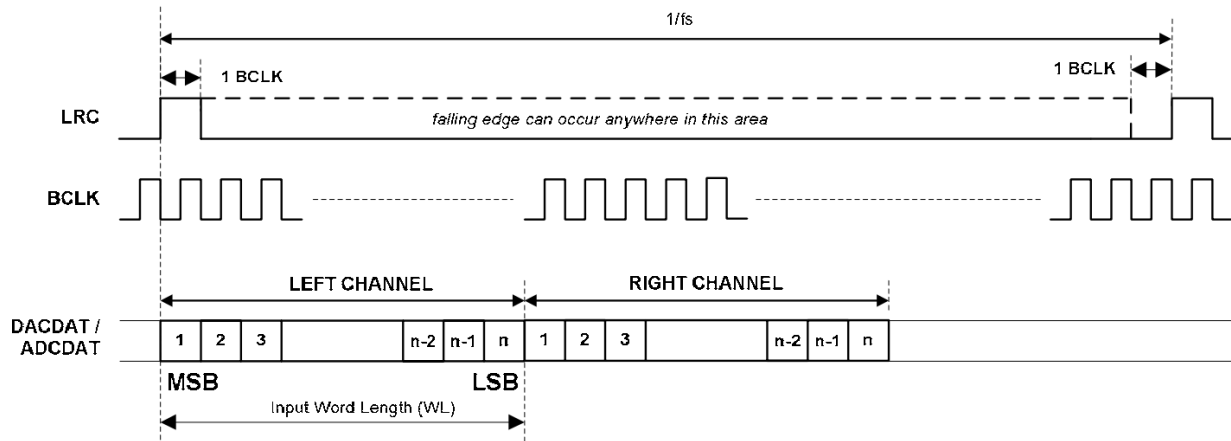 1/fs
1 BCLK
1 BCLK
LRC
falling edge can occur anywhere in this area
BCLK
LEFT CHANNEL
RIGHT CHANNEL
DACDAT /
ADCDAT
1 2 3 n-2 n-1 n 1 2 3 n-2 n-1 n
MSB LSB
Input Word Length (WL)